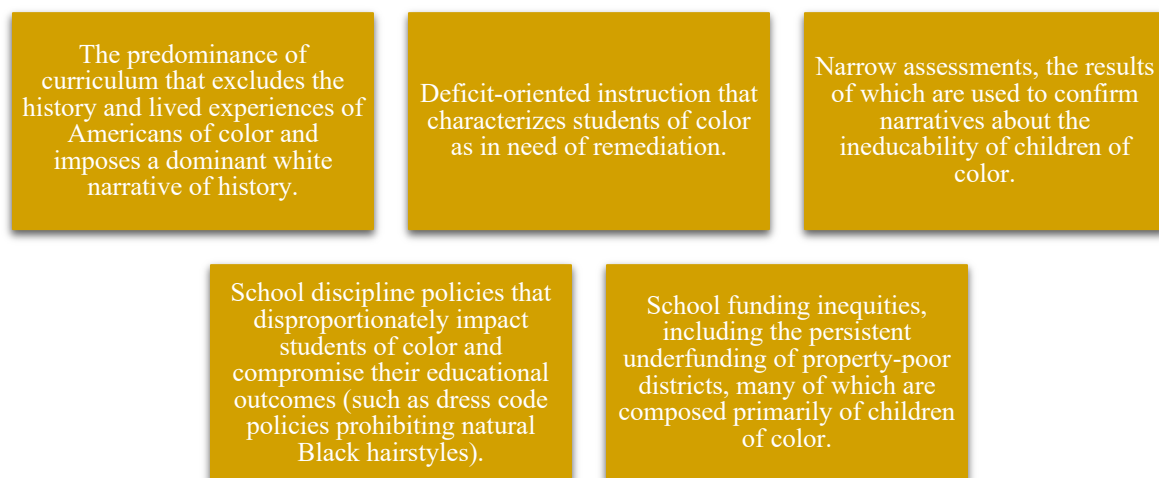 The predominance of
curriculum that excludes the
history and lived experiences of
Americans of color and
imposes a dominant white
narrative of history.
Deficit-oriented instruction that
characterizes students of color
as in need of remediation.
Narrow assessments, the results
of which are used to confirm
narratives about the
ineducability of children of
color.
School discipline policies that
disproportionately impact
students of color and
compromise their educational
outcomes (such as dress code
policies prohibiting natural
Black hairstyles).
School funding inequities,
including the persistent
underfunding of property-poor
districts, many of which are
composed primarily of children
of color.